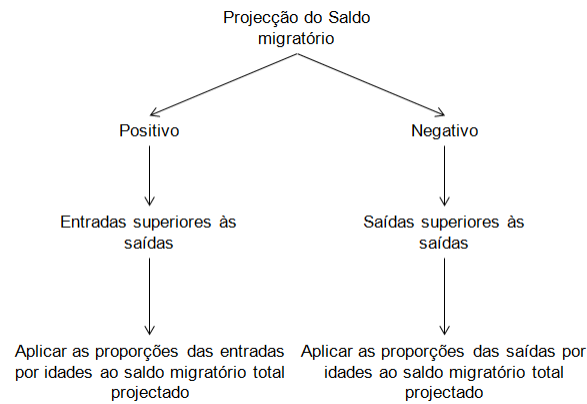 Projecção do Saldo
migratório
Positivo
Negativo
Entradas superiores às
saídas
Saídas superiores às
saídas
Aplicar as proporções das entradas
por idades ao saldo migratório total
projectado
Aplicar as proporções das saídas por
idades ao saldo migratório total
projectado